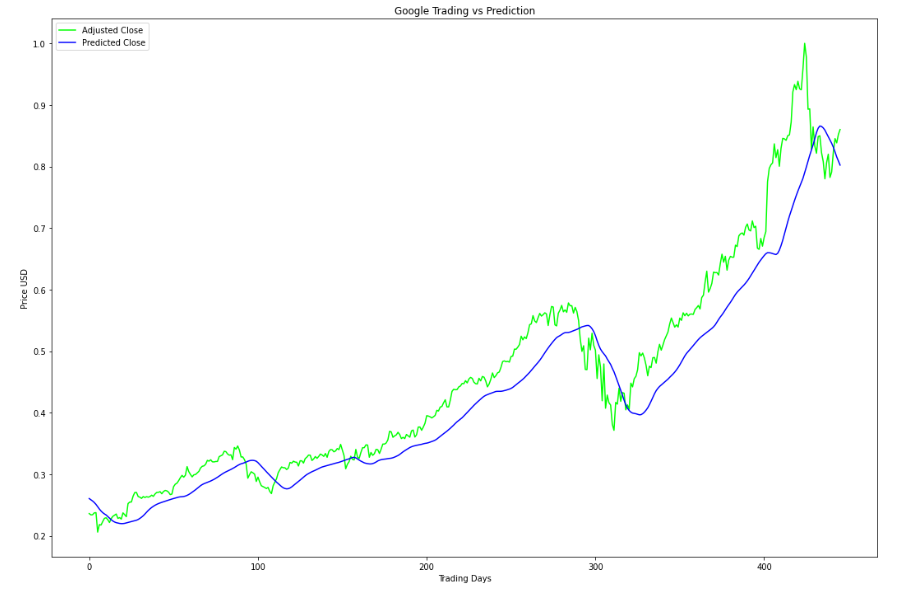 Google Trading vs Prediction
Adjusted Close
Predicted Close
1.0
0.9
0.8
0.7
0.6
0.5
0.4
0.3
0.2
Price USD
0 100 200 300 400
Trading Days